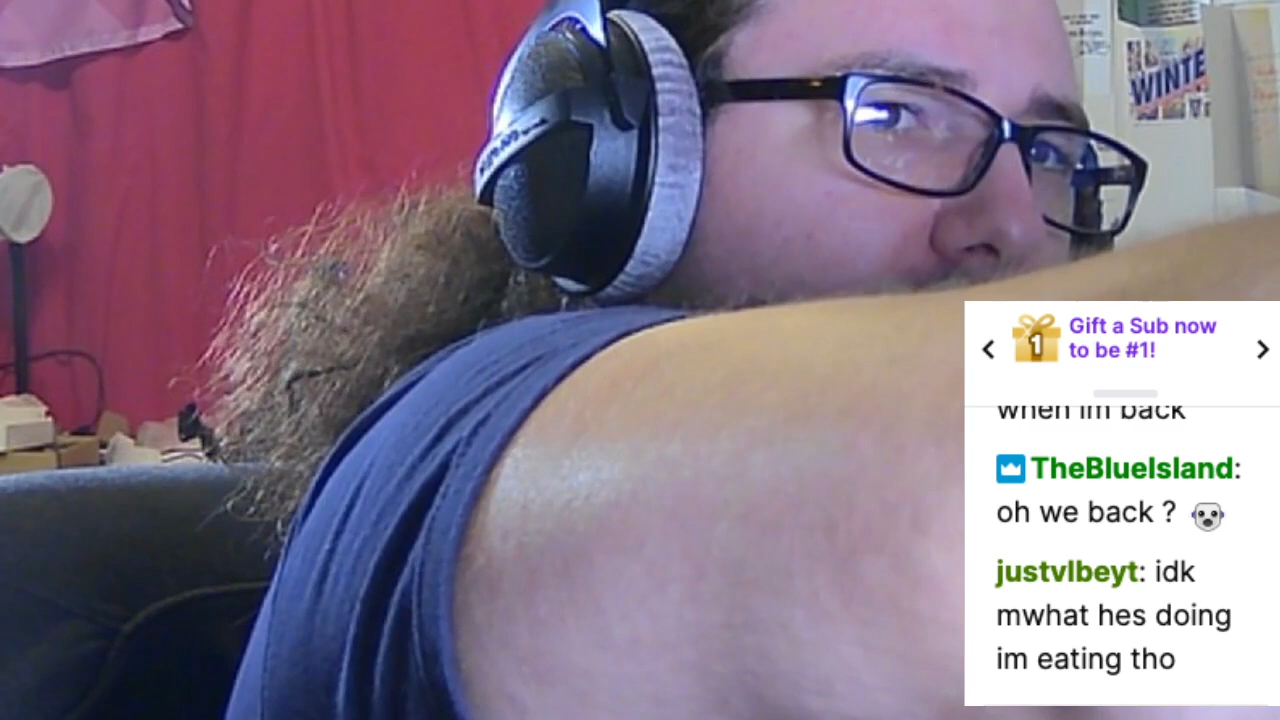 WINTE
Gift a Sub now
to be #1!
1
when im back
TheBlueIsland:
oh we back ?
justvlbeyt: idk
mwhat hes doing
im eating tho